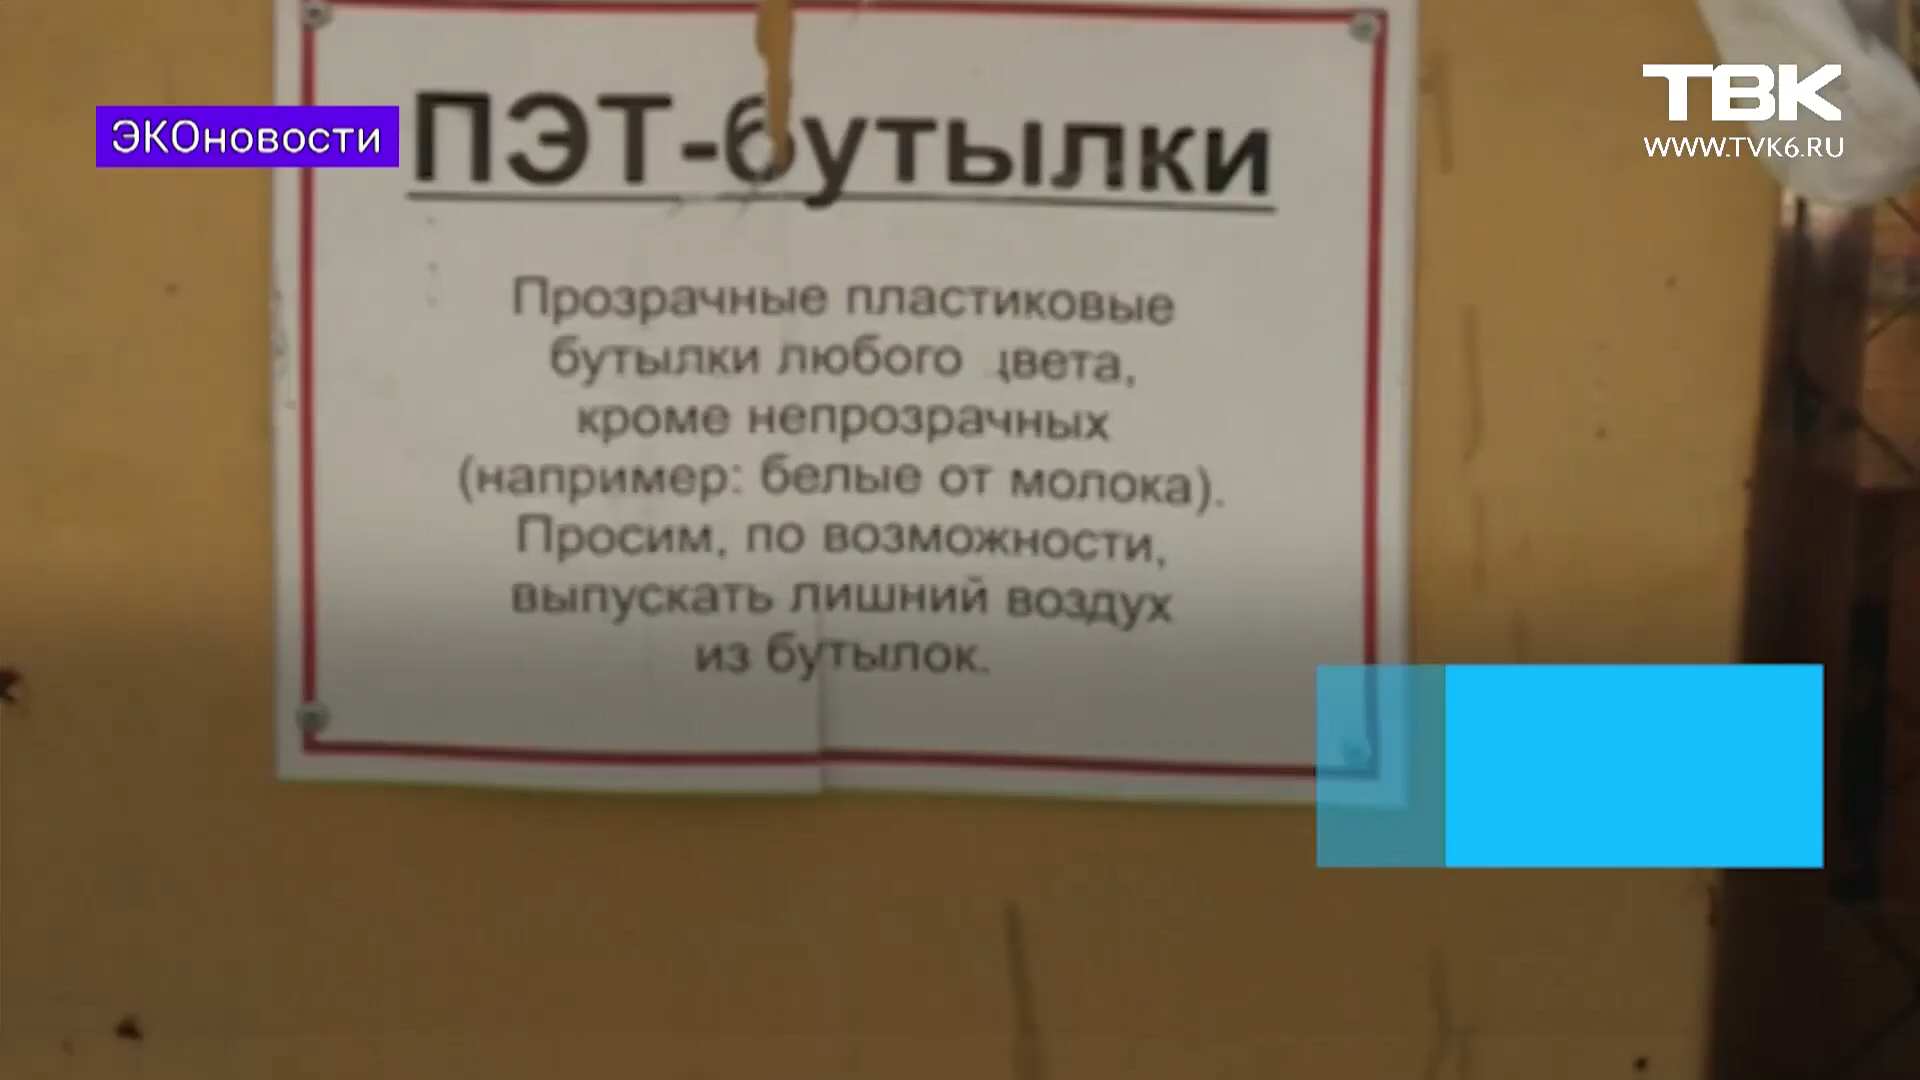 ЭКОновости
ТВК
WWW.TVK6.RU
ПЭТ-бутылки
Прозрачные пластиковые
бутылки любого цвета,
кроме непрозрачных
(например: белые от молока).
Просим, по возможности,
выпускать лишний воздух
из бутылок.